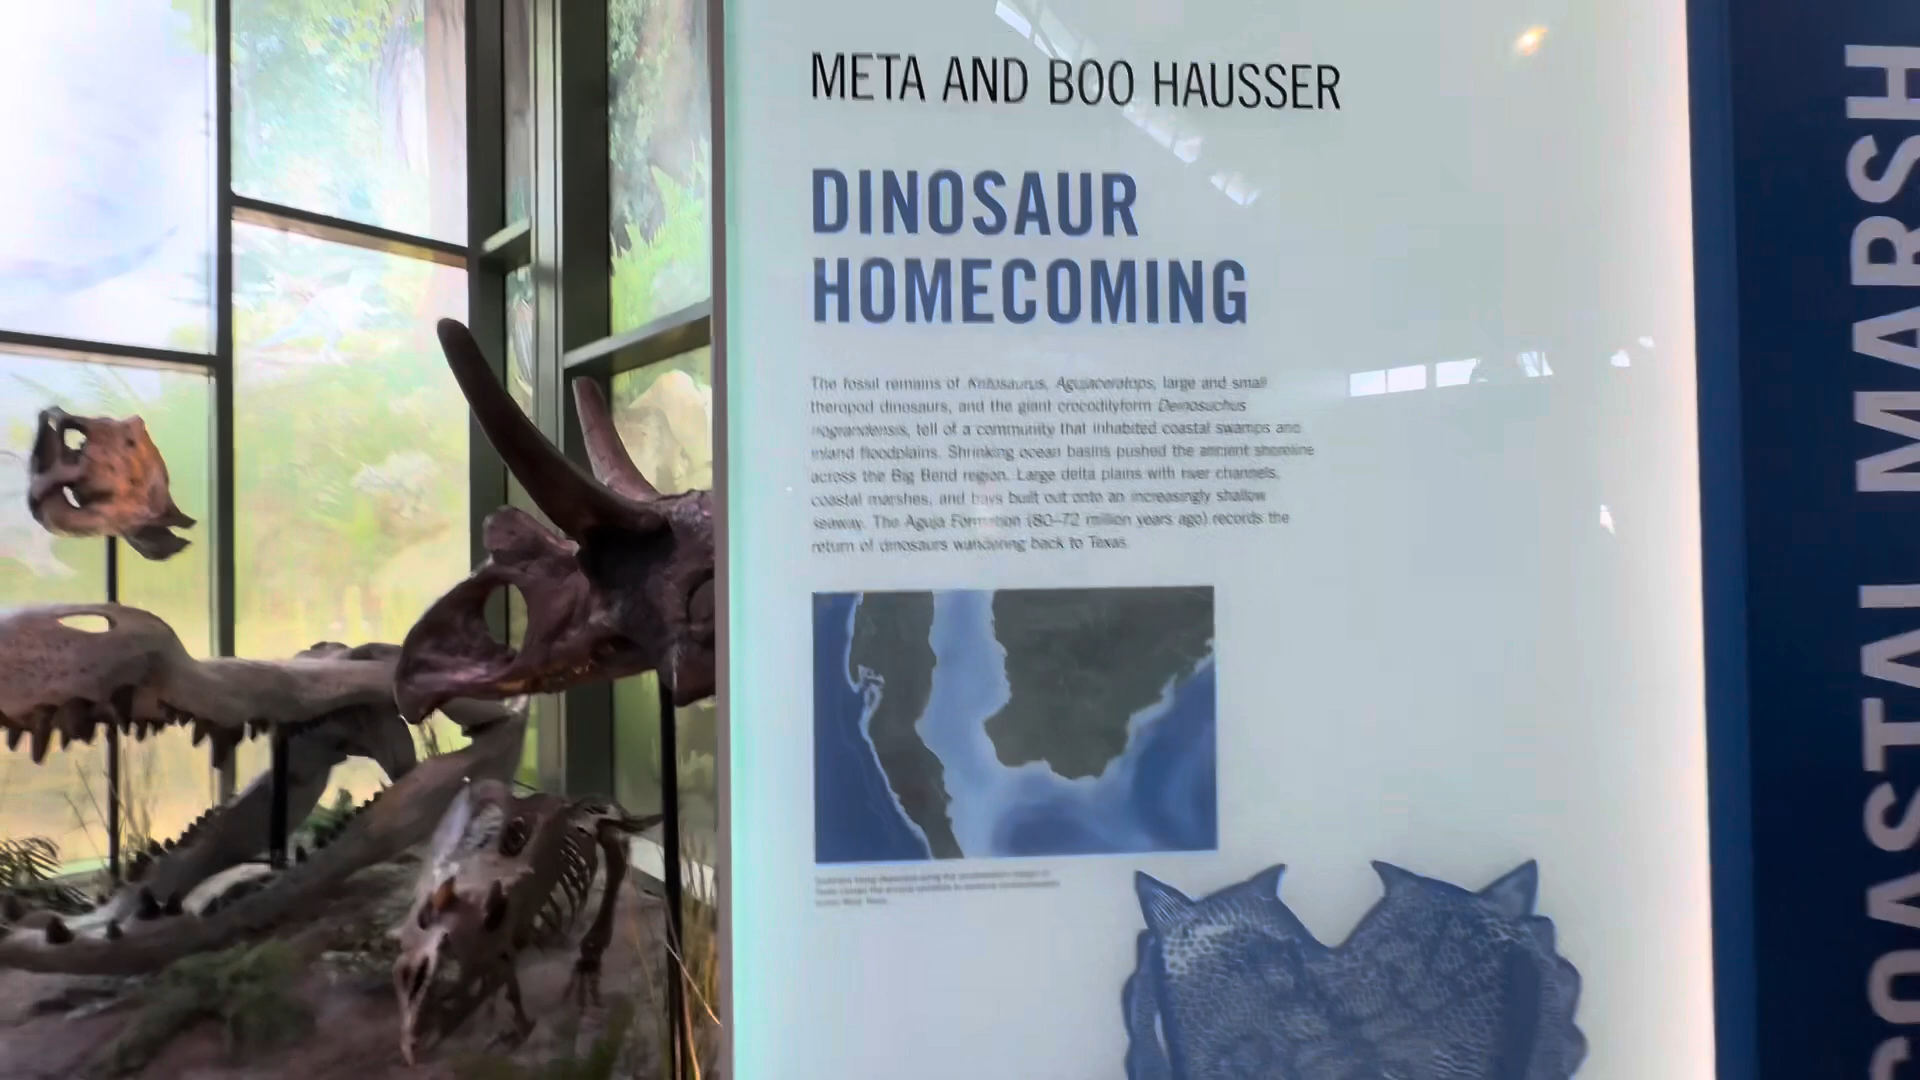 META AND BOO HAUSSER
DINOSAUR
HOMECOMING
The fossil remains of Kritosaurus, Agujaceratops, large and small
theropod dinosaurs, and the giant crocodilyform Deinosuchus
riograndensis, tell of a community that inhabited coastal swamps and
inland floodplains. Shrinking ocean basins pushed the ancient shoreline
across the Big Bend region. Large delta plains with river channels,
coastal marshes, and bays built out onto an increasingly shallow
seaway. The Aguja Formation (80–72 million years ago) records the
return of dinosaurs wandering back to Texas.
COASTAL MARSH